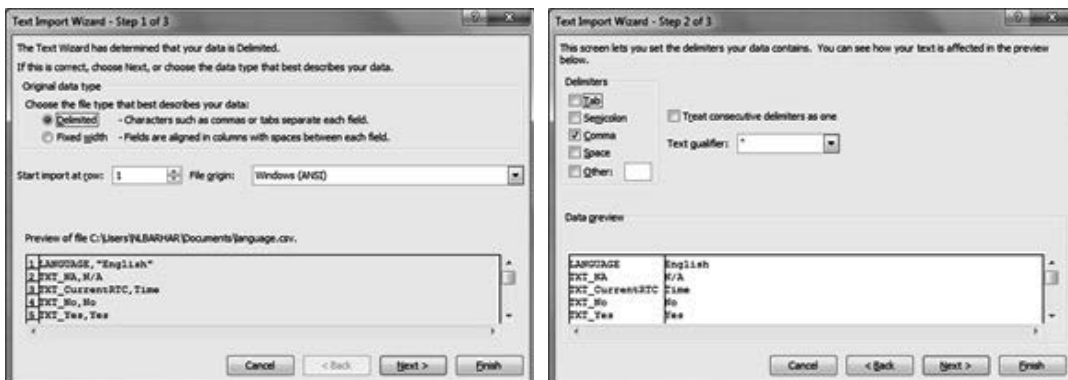 Text Import Wizard - Step 1 of 3
The Text Wizard has determined that your data is Delimited.
If this is correct, choose Next, or choose the data type that best describes your data.
Original data type
Choose the file type that best describes your data:
Delimited - Characters such as commas or tabs separate each field.
Fixed width - Fields are aligned in columns with spaces between each field.
Start import at row: 1 File origin: Windows (ANSI)
Preview of file C:\Users\NLBARHAR\Documents\language.csv.
1 LANGUAGE,"English"
2 TXT_NA,N/A
3 TXT_CurrentRTC,Time
4 TXT_No,No
5 TXT_Yes,Yes
Cancel < Back Next > Finish
Text Import Wizard - Step 2 of 3
This screen lets you set the delimiters your data contains. You can see how your text is affected in the preview
below.
Delimiters
Tab
Semicolon
Comma
Space
Other:
Treat consecutive delimiters as one
Text qualifier: "
Data preview
LANGUAGE English
TXT_NA N/A
TXT_CurrentRTC Time
TXT_No No
TXT_Yes Yes
Cancel < Back Next > Finish